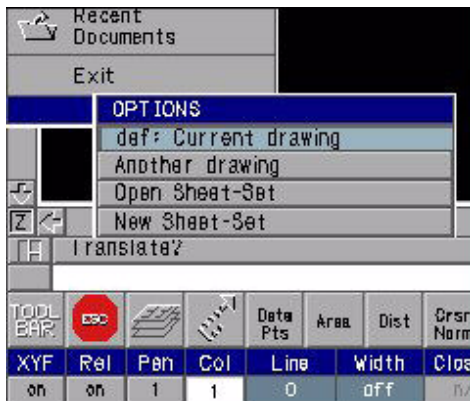 Recent
Documents
Exit
OPTIONS
def: Current drawing
Another drawing
Open Sheet-Set
New Sheet-Set
Z
H Translate?
TOOL BAR ESC Data Pts Area Dist Crsr Norm
XYF Rel Pen Col Line Width Clos
on on 1 1 0 off n/